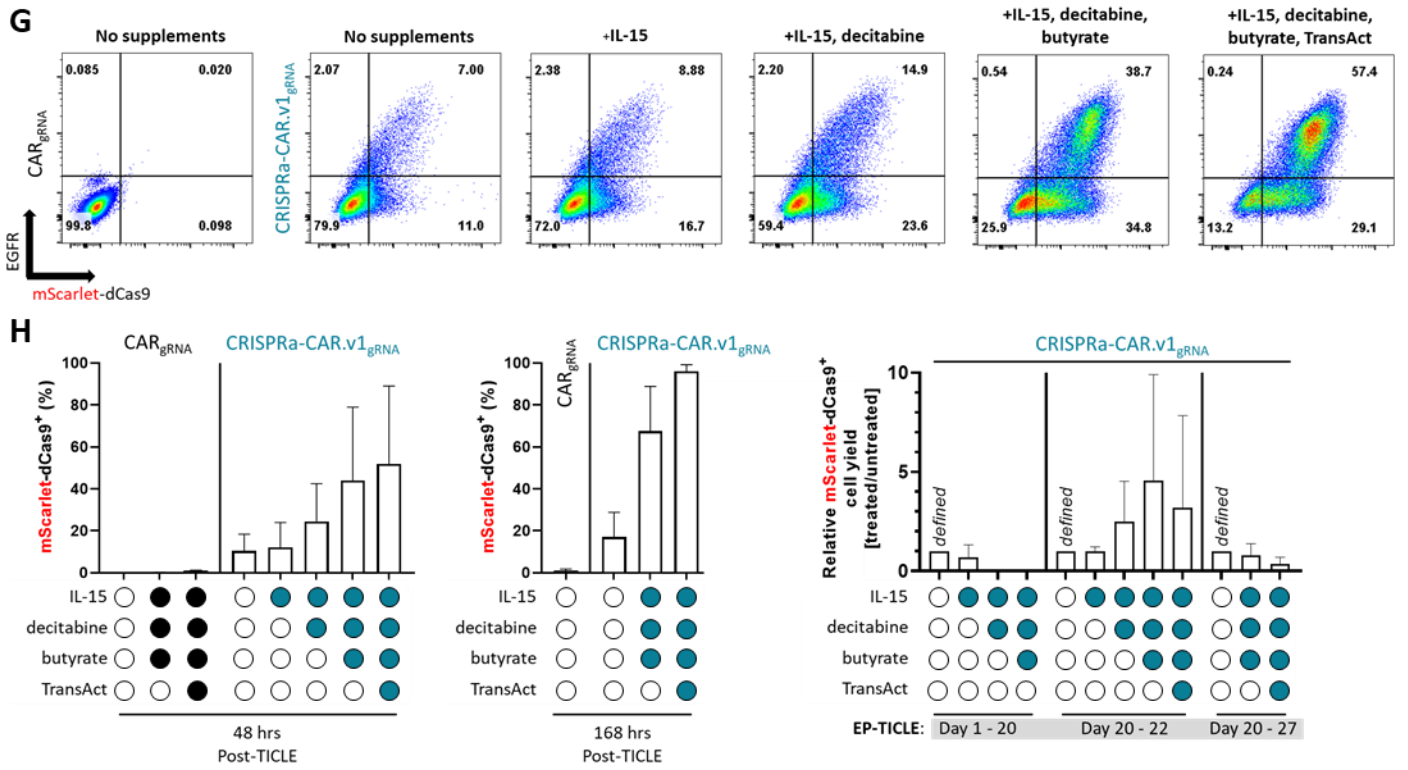 G
No supplements
No supplements
+IL-15
+IL-15, decitabine
+IL-15, decitabine,
butyrate
+IL-15, decitabine,
butyrate, TransAct
CARgRNA
0.085 0.020
99.8 0.098
CRISPRa-CAR.v1gRNA
2.07 7.00
79.9 11.0
2.38 8.88
72.0 16.7
2.20 14.9
59.4 23.6
0.54 38.7
25.9 34.8
0.24 57.4
13.2 29.1
EGFR
mScarlet-dCas9
H
CARgRNA CRISPRa-CAR.v1gRNA
mScarlet-dCas9+ (%)
100
80
60
40
20
0
IL-15
decitabine
butyrate
TransAct
48 hrs
Post-TICLE
CARgRNA
CRISPRa-CAR.v1gRNA
mScarlet-dCas9+ (%)
100
80
60
40
20
0
IL-15
decitabine
butyrate
TransAct
168 hrs
Post-TICLE
CRISPRa-CAR.v1gRNA
Relative mScarlet-dCas9+
cell yield
[treated/untreated]
10
5
0
defined
defined
defined
IL-15
decitabine
butyrate
TransAct
EP-TICLE: Day 1 - 20 Day 20 - 22 Day 20 - 27